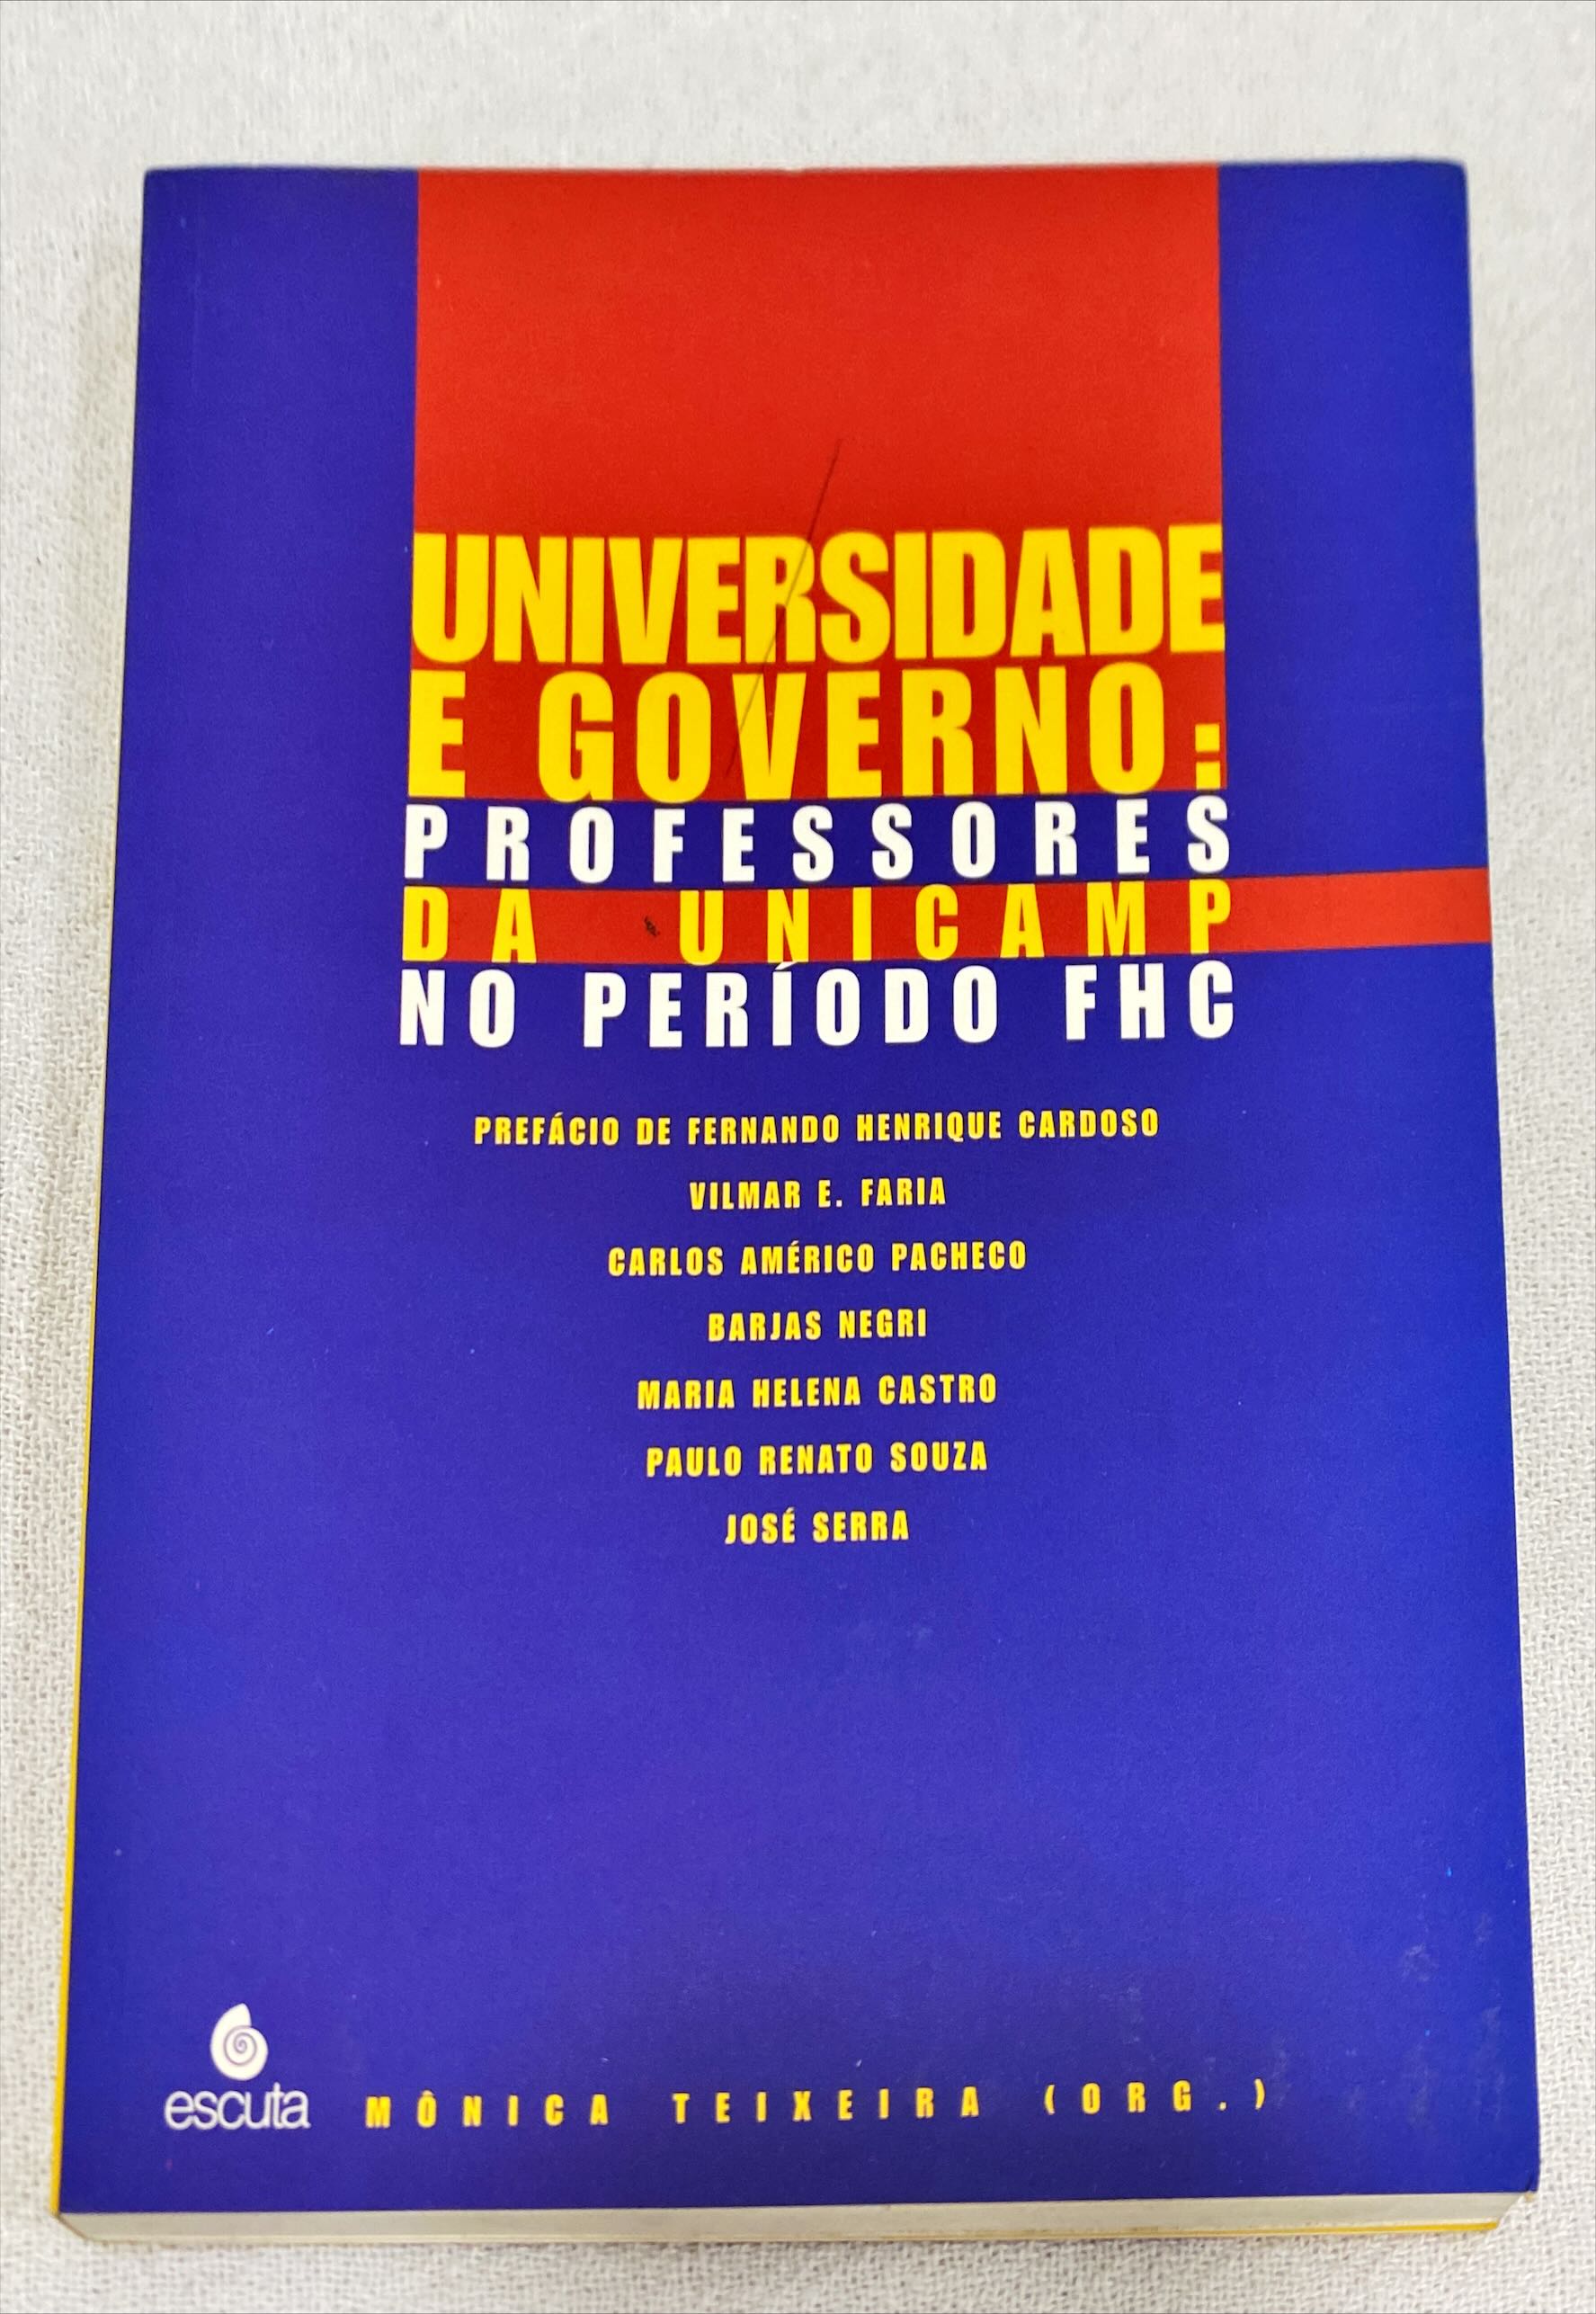 UNIVERSIDADE
E GOVERNO:
PROFESSORES
DA UNICAMP
NO PERÍODO FHC
PREFÁCIO DE FERNANDO HENRIQUE CARDOSO
VILMAR E. FARIA
CARLOS AMÉRICO PACHECO
BARJAS NEGRI
MARIA HELENA CASTRO
PAULO RENATO SOUZA
JOSÉ SERRA
escuta
MÔNICA TEIXEIRA (ORG.)